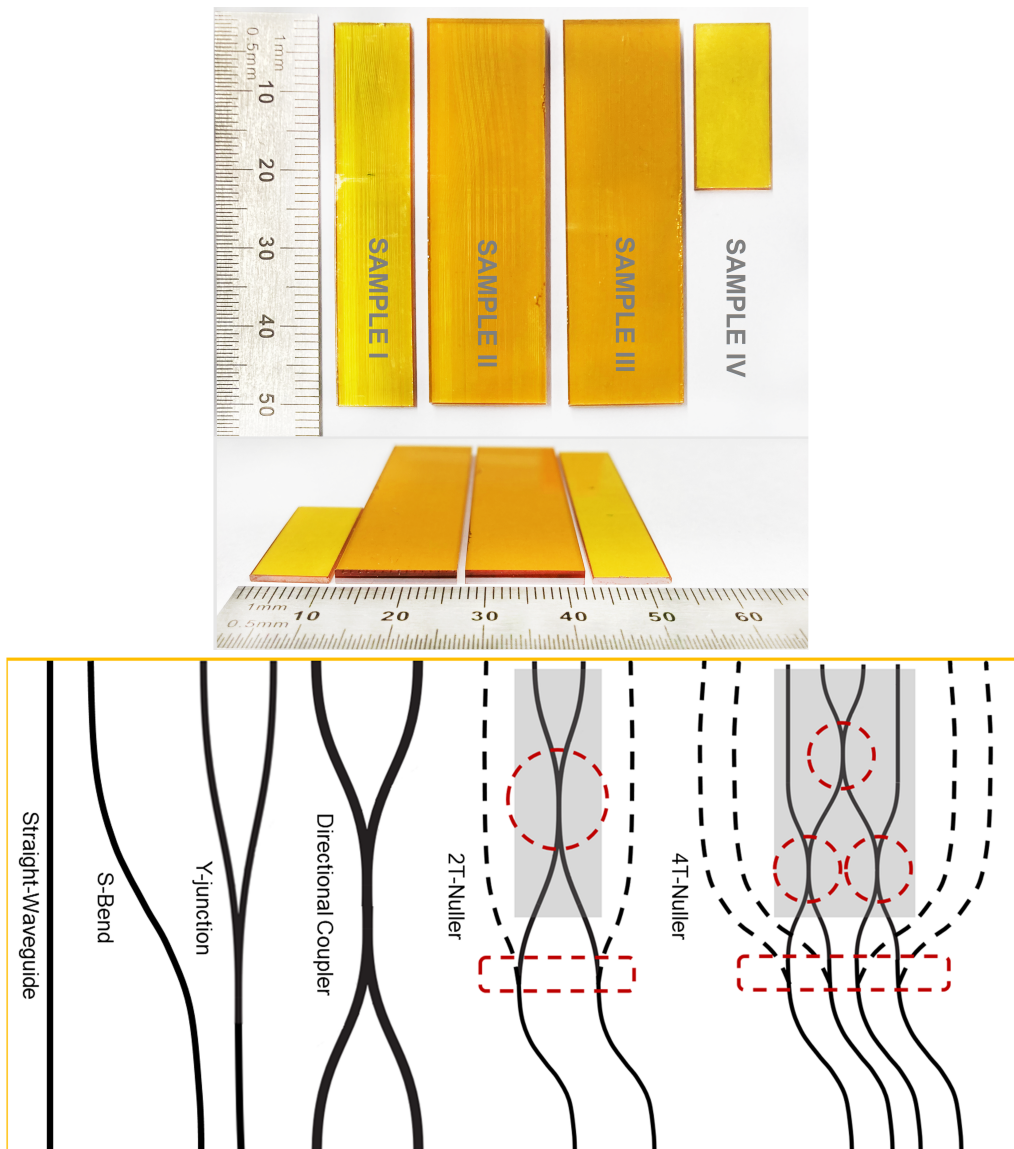 1mm
0.5mm
10
20
30
40
50
SAMPLE I
SAMPLE II
SAMPLE III
SAMPLE IV
1mm
0.5mm
10
20
30
40
50
60
Straight-Waveguide
S-Bend
Y-junction
Directional Coupler
2T-Nuller
4T-Nuller